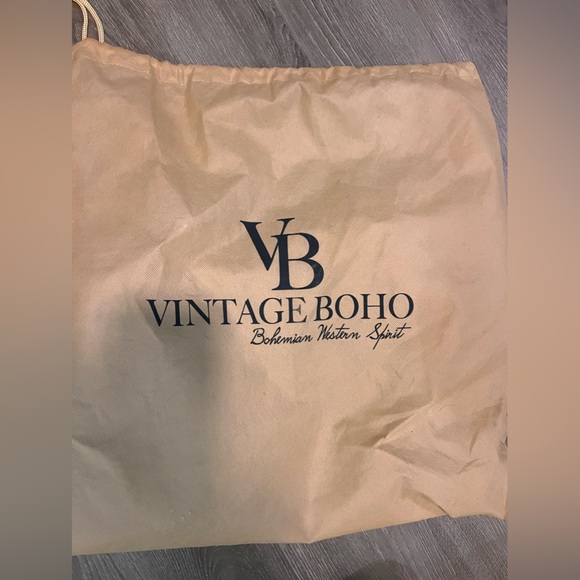 VB
VINTAGE BOHO
Bohemian Western Spirit